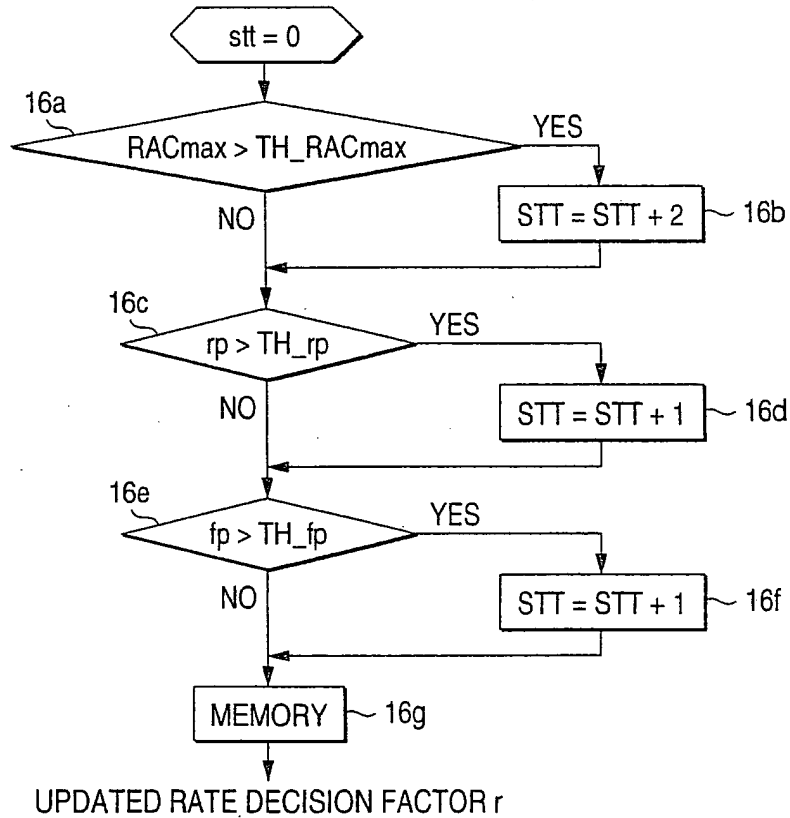 stt = 0
16a
RACmax > TH_RACmax
YES
STT = STT + 2
16b
NO
16c
rp > TH_rp
YES
STT = STT + 1
16d
NO
16e
fp > TH_fp
YES
STT = STT + 1
16f
NO
MEMORY
16g
UPDATED RATE DECISION FACTOR r